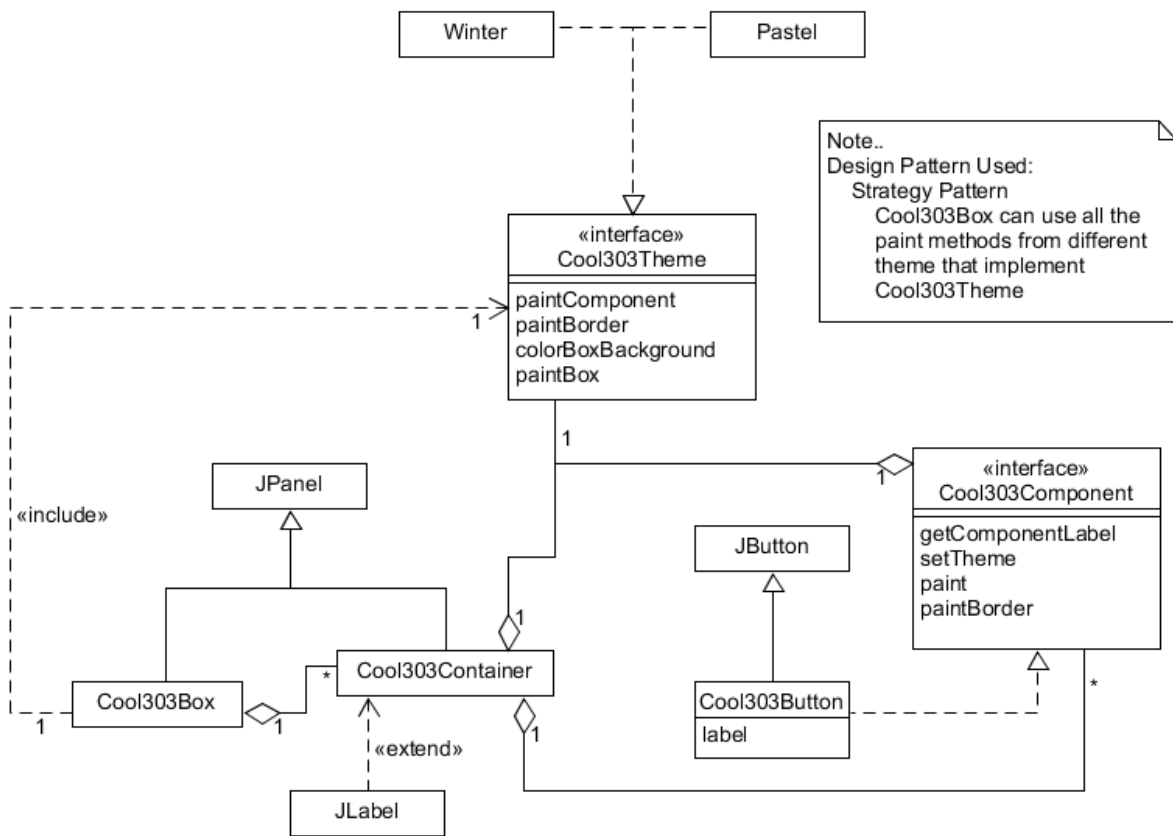 Winter
Pastel
Note..
Design Pattern Used:
Strategy Pattern
Cool303Box can use all the
paint methods from different
theme that implement
Cool303Theme
«interface»
Cool303Theme
paintComponent
paintBorder
colorBoxBackground
paintBox
1
1
«interface»
Cool303Component
getComponentLabel
setTheme
paint
paintBorder
1
JPanel
«include»
JButton
1
Cool303Container
*
*
Cool303Box
1
1
1
Cool303Button
label
«extend»
JLabel